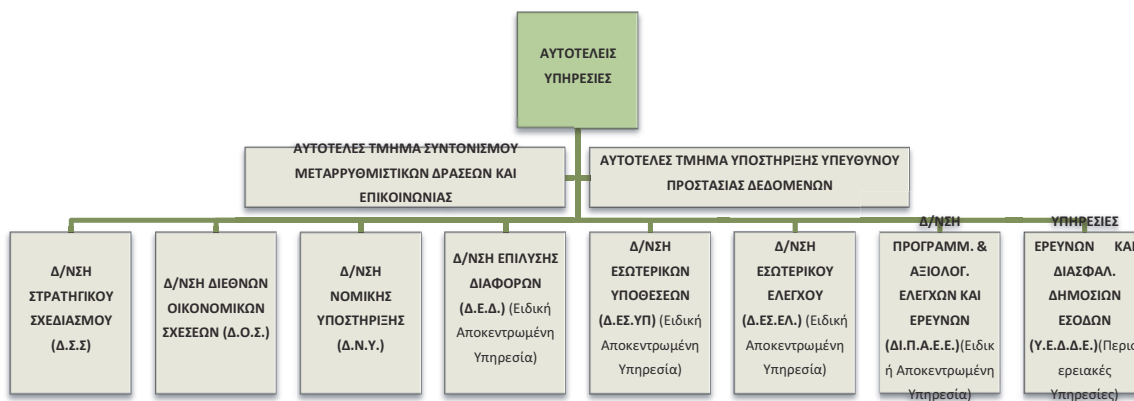 ΑΥΤΟΤΕΛΕΙΣ
ΥΠΗΡΕΣΙΕΣ
ΑΥΤΟΤΕΛΕΣ ΤΜΗΜΑ ΣΥΝΤΟΝΙΣΜΟΥ
ΜΕΤΑΡΡΥΘΜΙΣΤΙΚΩΝ ΔΡΑΣΕΩΝ ΚΑΙ
ΕΠΙΚΟΙΝΩΝΙΑΣ
ΑΥΤΟΤΕΛΕΣ ΤΜΗΜΑ ΥΠΟΣΤΗΡΙΞΗΣ ΥΠΕΥΘΥΝΟΥ
ΠΡΟΣΤΑΣΙΑΣ ΔΕΔΟΜΕΝΩΝ
Δ/ΝΣΗ
ΣΤΡΑΤΗΓΙΚΟΥ
ΣΧΕΔΙΑΣΜΟΥ
(Δ.Σ.Σ)
Δ/ΝΣΗ ΔΙΕΘΝΩΝ
ΟΙΚΟΝΟΜΙΚΩΝ
ΣΧΕΣΕΩΝ (Δ.Ο.Σ.)
Δ/ΝΣΗ
ΝΟΜΙΚΗΣ
ΥΠΟΣΤΗΡΙΞΗΣ
(Δ.Ν.Υ.)
Δ/ΝΣΗ ΕΠΙΛΥΣΗΣ
ΔΙΑΦΟΡΩΝ
(Δ.Ε.Δ.) (Ειδική
Αποκεντρωμένη
Υπηρεσία)
Δ/ΝΣΗ
ΕΣΩΤΕΡΙΚΩΝ
ΥΠΟΘΕΣΕΩΝ
(Δ.ΕΣ.ΥΠ) (Ειδική
Αποκεντρωμένη
Υπηρεσία)
Δ/ΝΣΗ
ΕΣΩΤΕΡΙΚΟΥ
ΕΛΕΓΧΟΥ
(Δ.ΕΣ.ΕΛ.) (Ειδική
Αποκεντρωμένη
Υπηρεσία)
Δ/ΝΣΗ
ΠΡΟΓΡΑΜΜ. &
ΑΞΙΟΛΟΓ.
ΕΛΕΓΧΩΝ ΚΑΙ
ΕΡΕΥΝΩΝ
(ΔΙ.Π.Α.Ε.Ε.)(Ειδικ
ή Αποκεντρωμένη
Υπηρεσία)
ΥΠΗΡΕΣΙΕΣ
ΕΡΕΥΝΩΝ ΚΑΙ
ΔΙΑΣΦΑΛ.
ΔΗΜΟΣΙΩΝ
ΕΣΟΔΩΝ
(Υ.Ε.Δ.Δ.Ε.)(Περιφ
ερειακές
Υπηρεσίες)